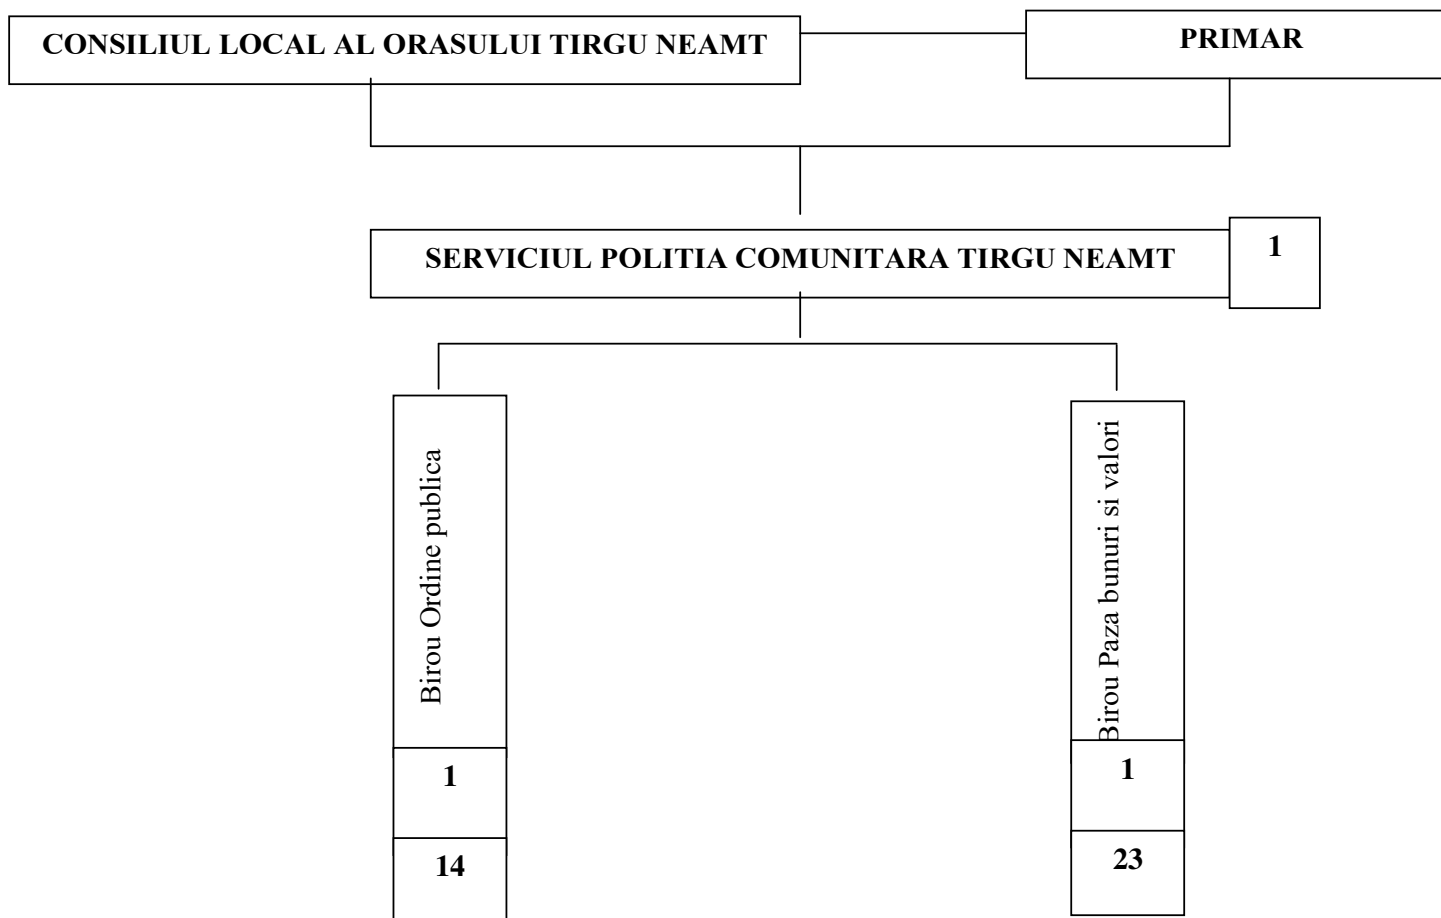 CONSILIUL LOCAL AL ORASULUI TIRGU NEAMT
PRIMAR
SERVICIUL POLITIA COMUNITARA TIRGU NEAMT
1
Birou Ordine publica
1
14
Birou Paza bunuri si valori
1
23